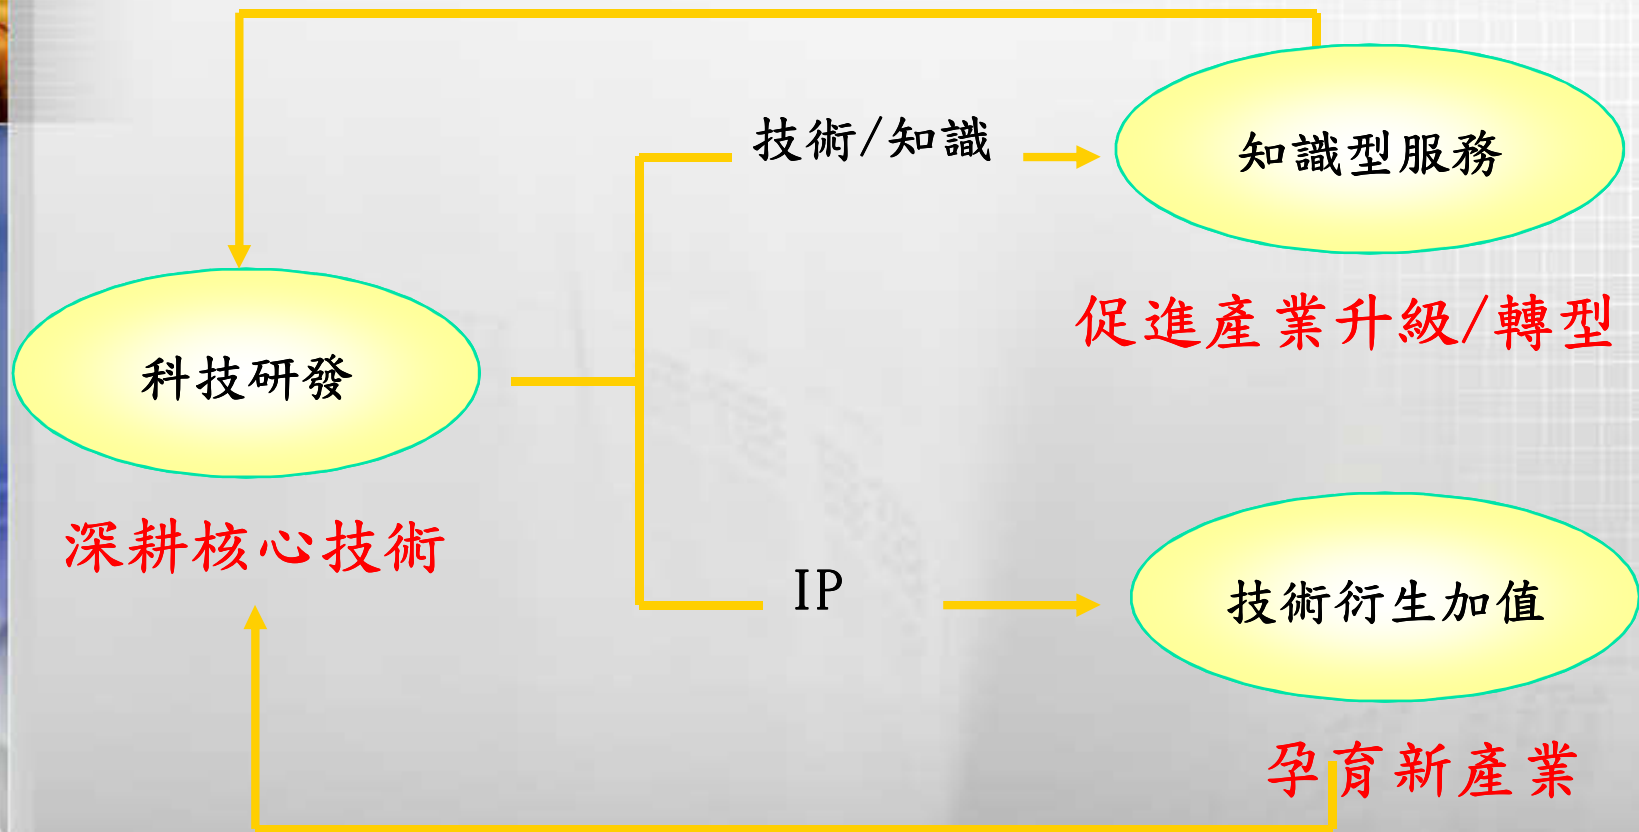 技術/知識
知識型服務
促進產業升級/轉型
科技研發
深耕核心技術
IP
技術衍生加值
孕育新產業